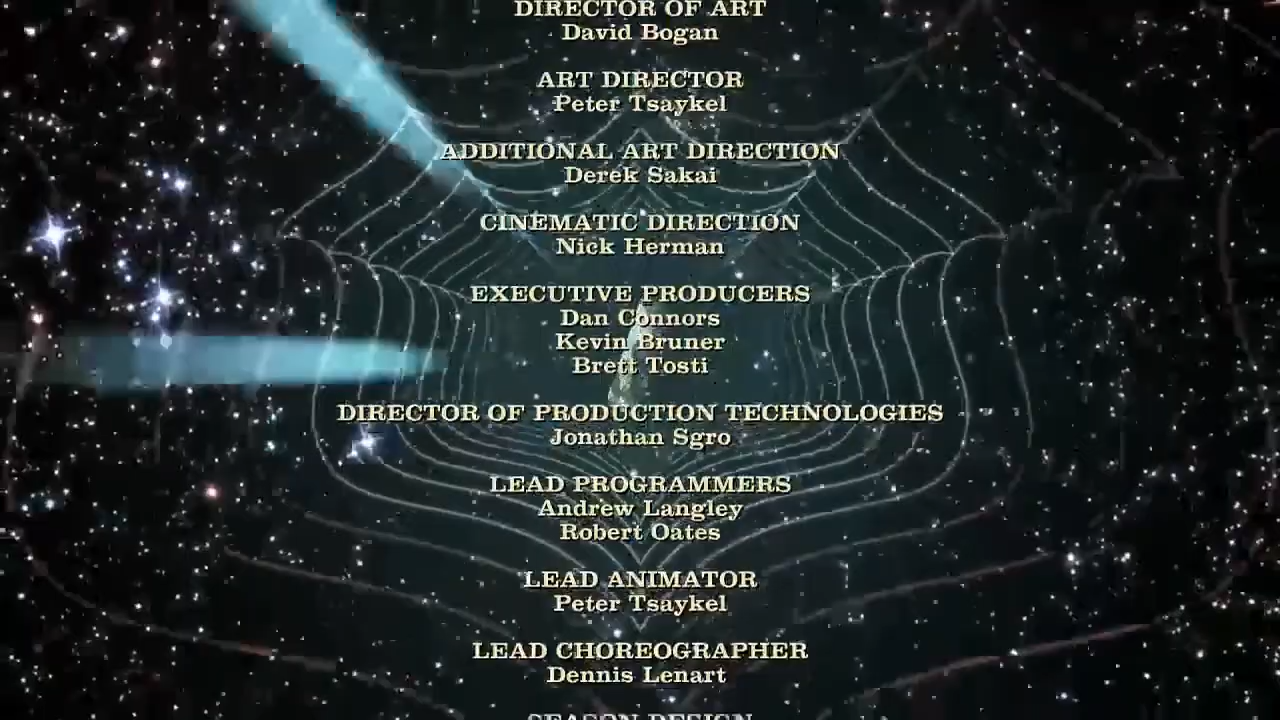 DIRECTOR OF ART
David Bogan
ART DIRECTOR
Peter Tsaykel
ADDITIONAL ART DIRECTION
Derek Sakai
CINEMATIC DIRECTION
Nick Herman
EXECUTIVE PRODUCERS
Dan Connors
Kevin Bruner
Brett Tosti
DIRECTOR OF PRODUCTION TECHNOLOGIES
Jonathan Sgro
LEAD PROGRAMMERS
Andrew Langley
Robert Oates
LEAD ANIMATOR
Peter Tsaykel
LEAD CHOREOGRAPHER
Dennis Lenart
SEASON DESIGN